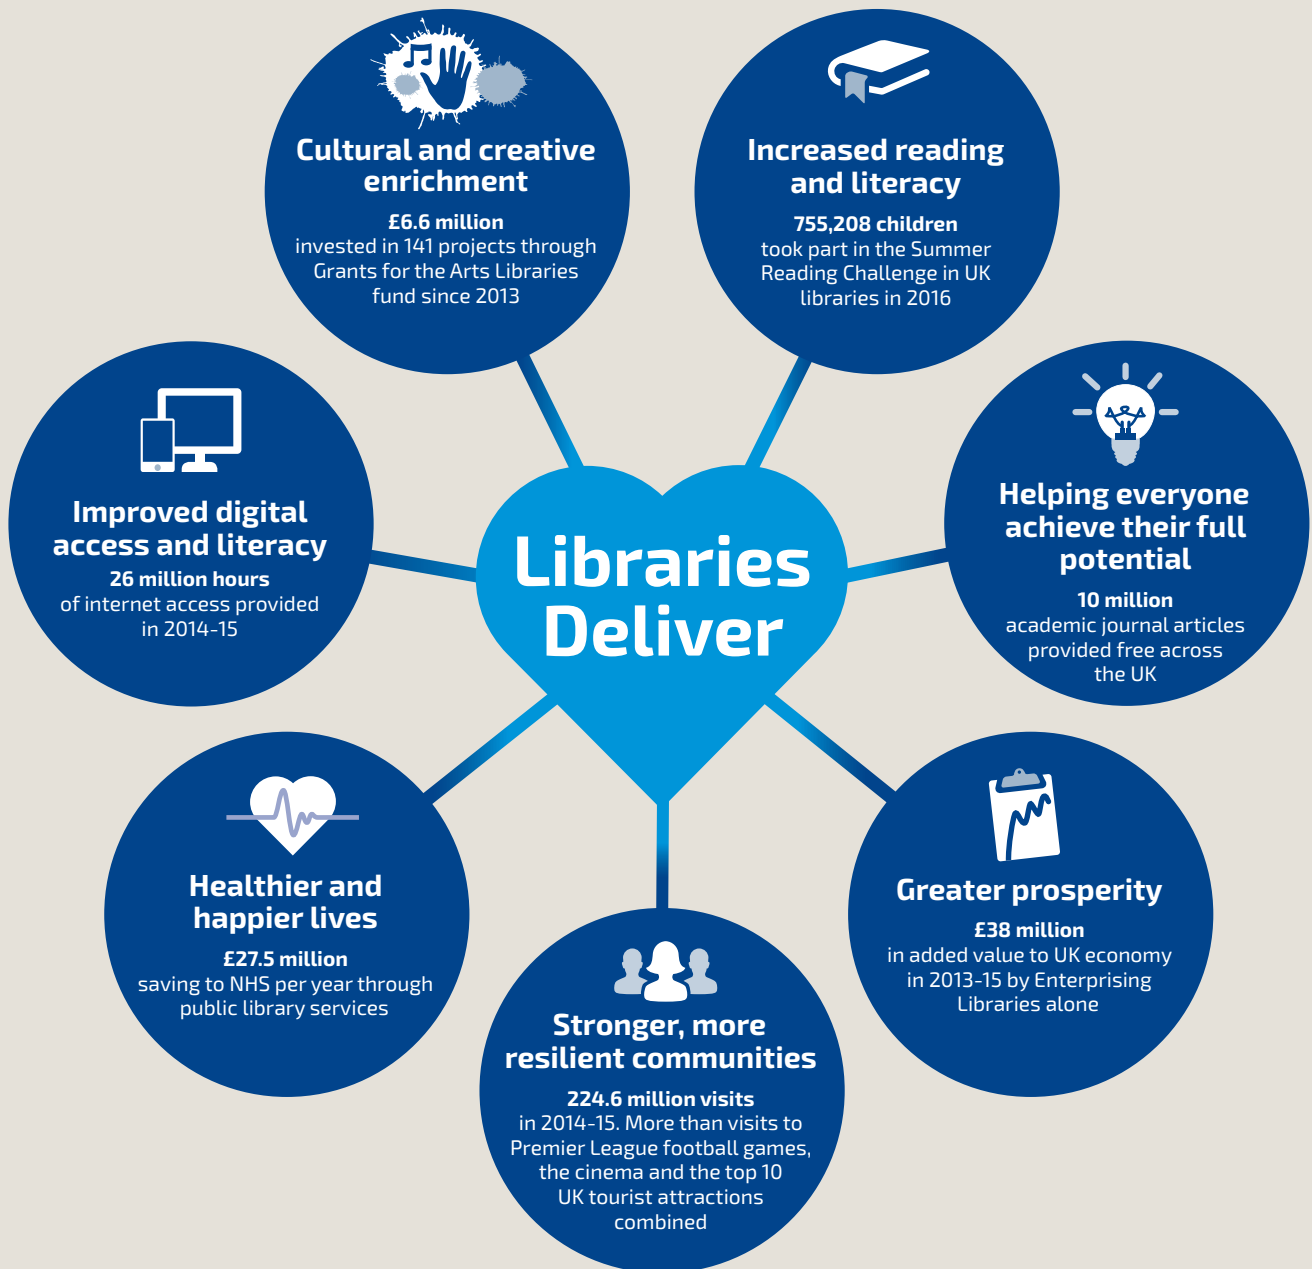 Cultural and creative
enrichment
£6.6 million
invested in 141 projects through
Grants for the Arts Libraries
fund since 2013
Increased reading
and literacy
755,208 children
took part in the Summer
Reading Challenge in UK
libraries in 2016
Improved digital
access and literacy
26 million hours
of internet access provided
in 2014-15
Libraries
Deliver
Helping everyone
achieve their full
potential
10 million
academic journal articles
provided free across
the UK
Healthier and
happier lives
£27.5 million
saving to NHS per year through
public library services
Stronger, more
resilient communities
224.6 million visits
in 2014-15. More than visits to
Premier League football games,
the cinema and the top 10
UK tourist attractions
combined
Greater prosperity
£38 million
in added value to UK economy
in 2013-15 by Enterprising
Libraries alone